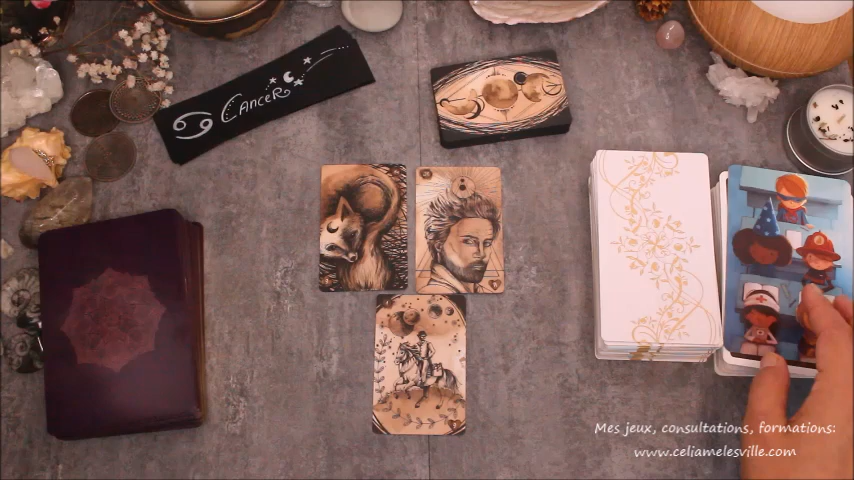 ♋ CanceR
Mes jeux, consultations, formations:
www.celiamelesville.com